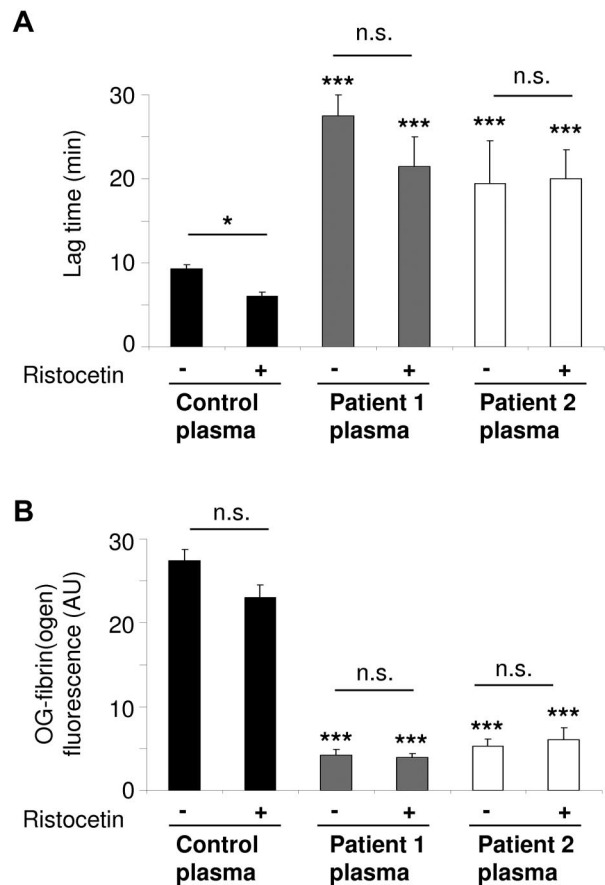 A
n.s.
n.s.
*** *** *** ***
*
Lag time (min)
30
20
10
0
Ristocetin - + - + - +
Control plasma
Patient 1 plasma
Patient 2 plasma
B
n.s.
n.s.
n.s.
*** *** *** ***
OG-fibrin(ogen)
fluorescence (AU)
30
20
10
0
Ristocetin - + - + - +
Control plasma
Patient 1 plasma
Patient 2 plasma